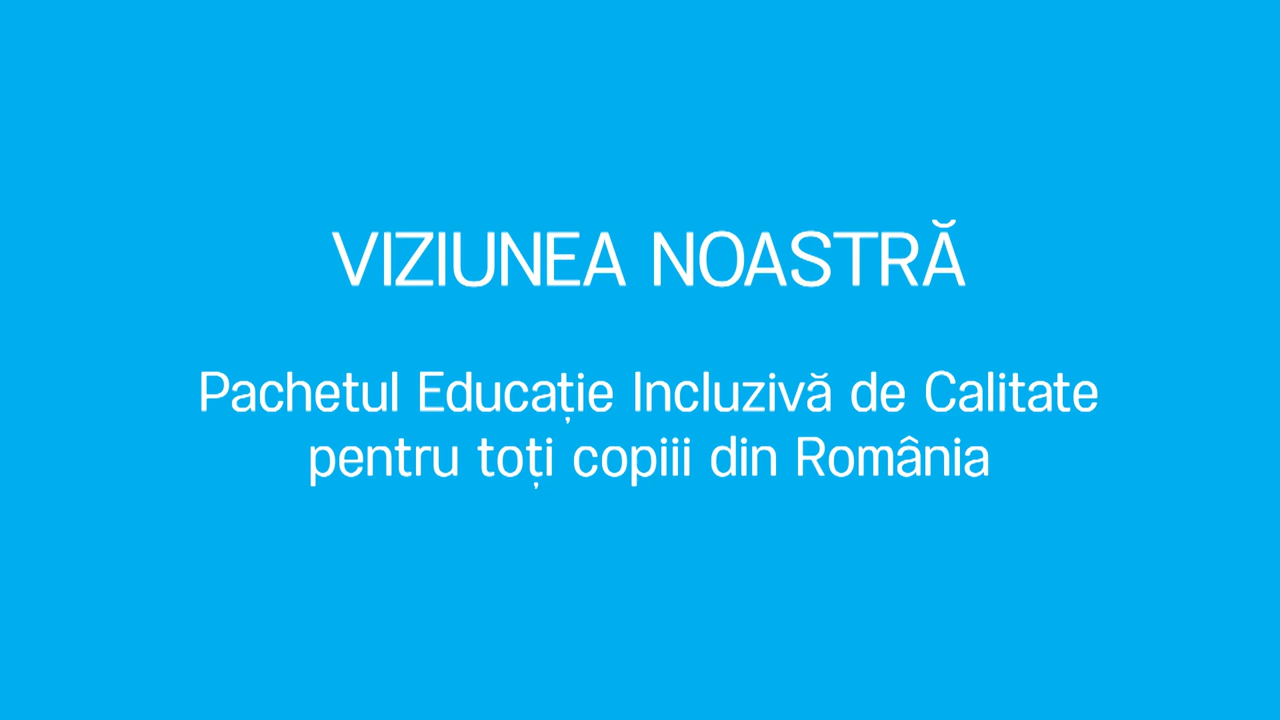 VIZIUNEA NOASTRĂ
Pachetul Educație Incluzivă de Calitate
pentru toți copiii din România